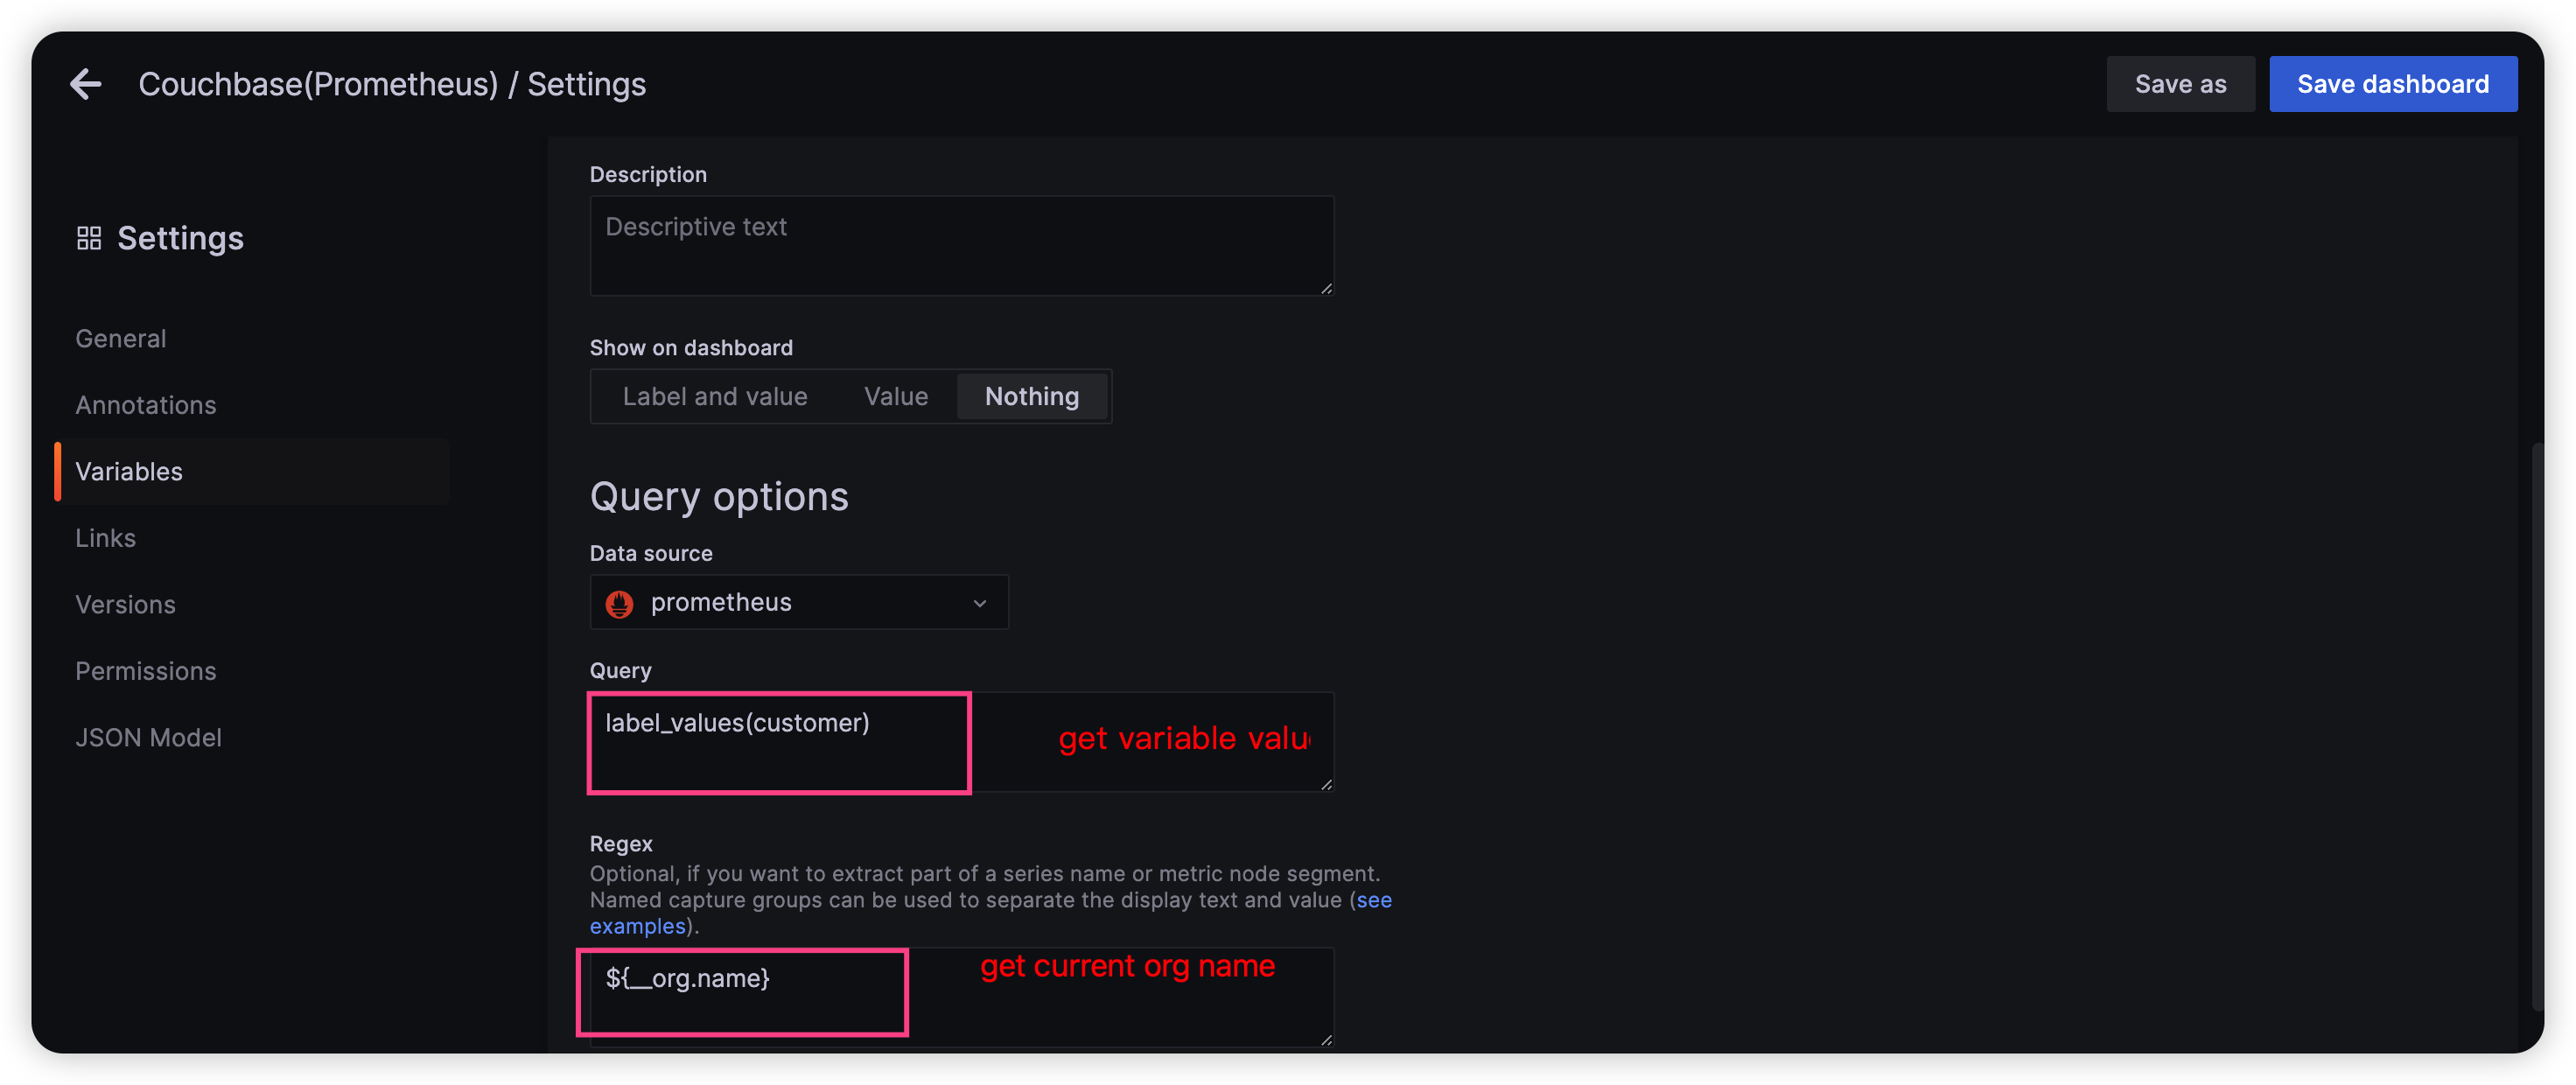 Couchbase(Prometheus) / Settings
Save as
Save dashboard
Settings
General
Annotations
Variables
Links
Versions
Permissions
JSON Model
Description
Descriptive text
Show on dashboard
Label and value
Value
Nothing
Query options
Data source
prometheus
Query
label_values(customer)
get variable valu
Regex
Optional, if you want to extract part of a series name or metric node segment.
Named capture groups can be used to separate the display text and value (see
examples).
${__org.name}
get current org name